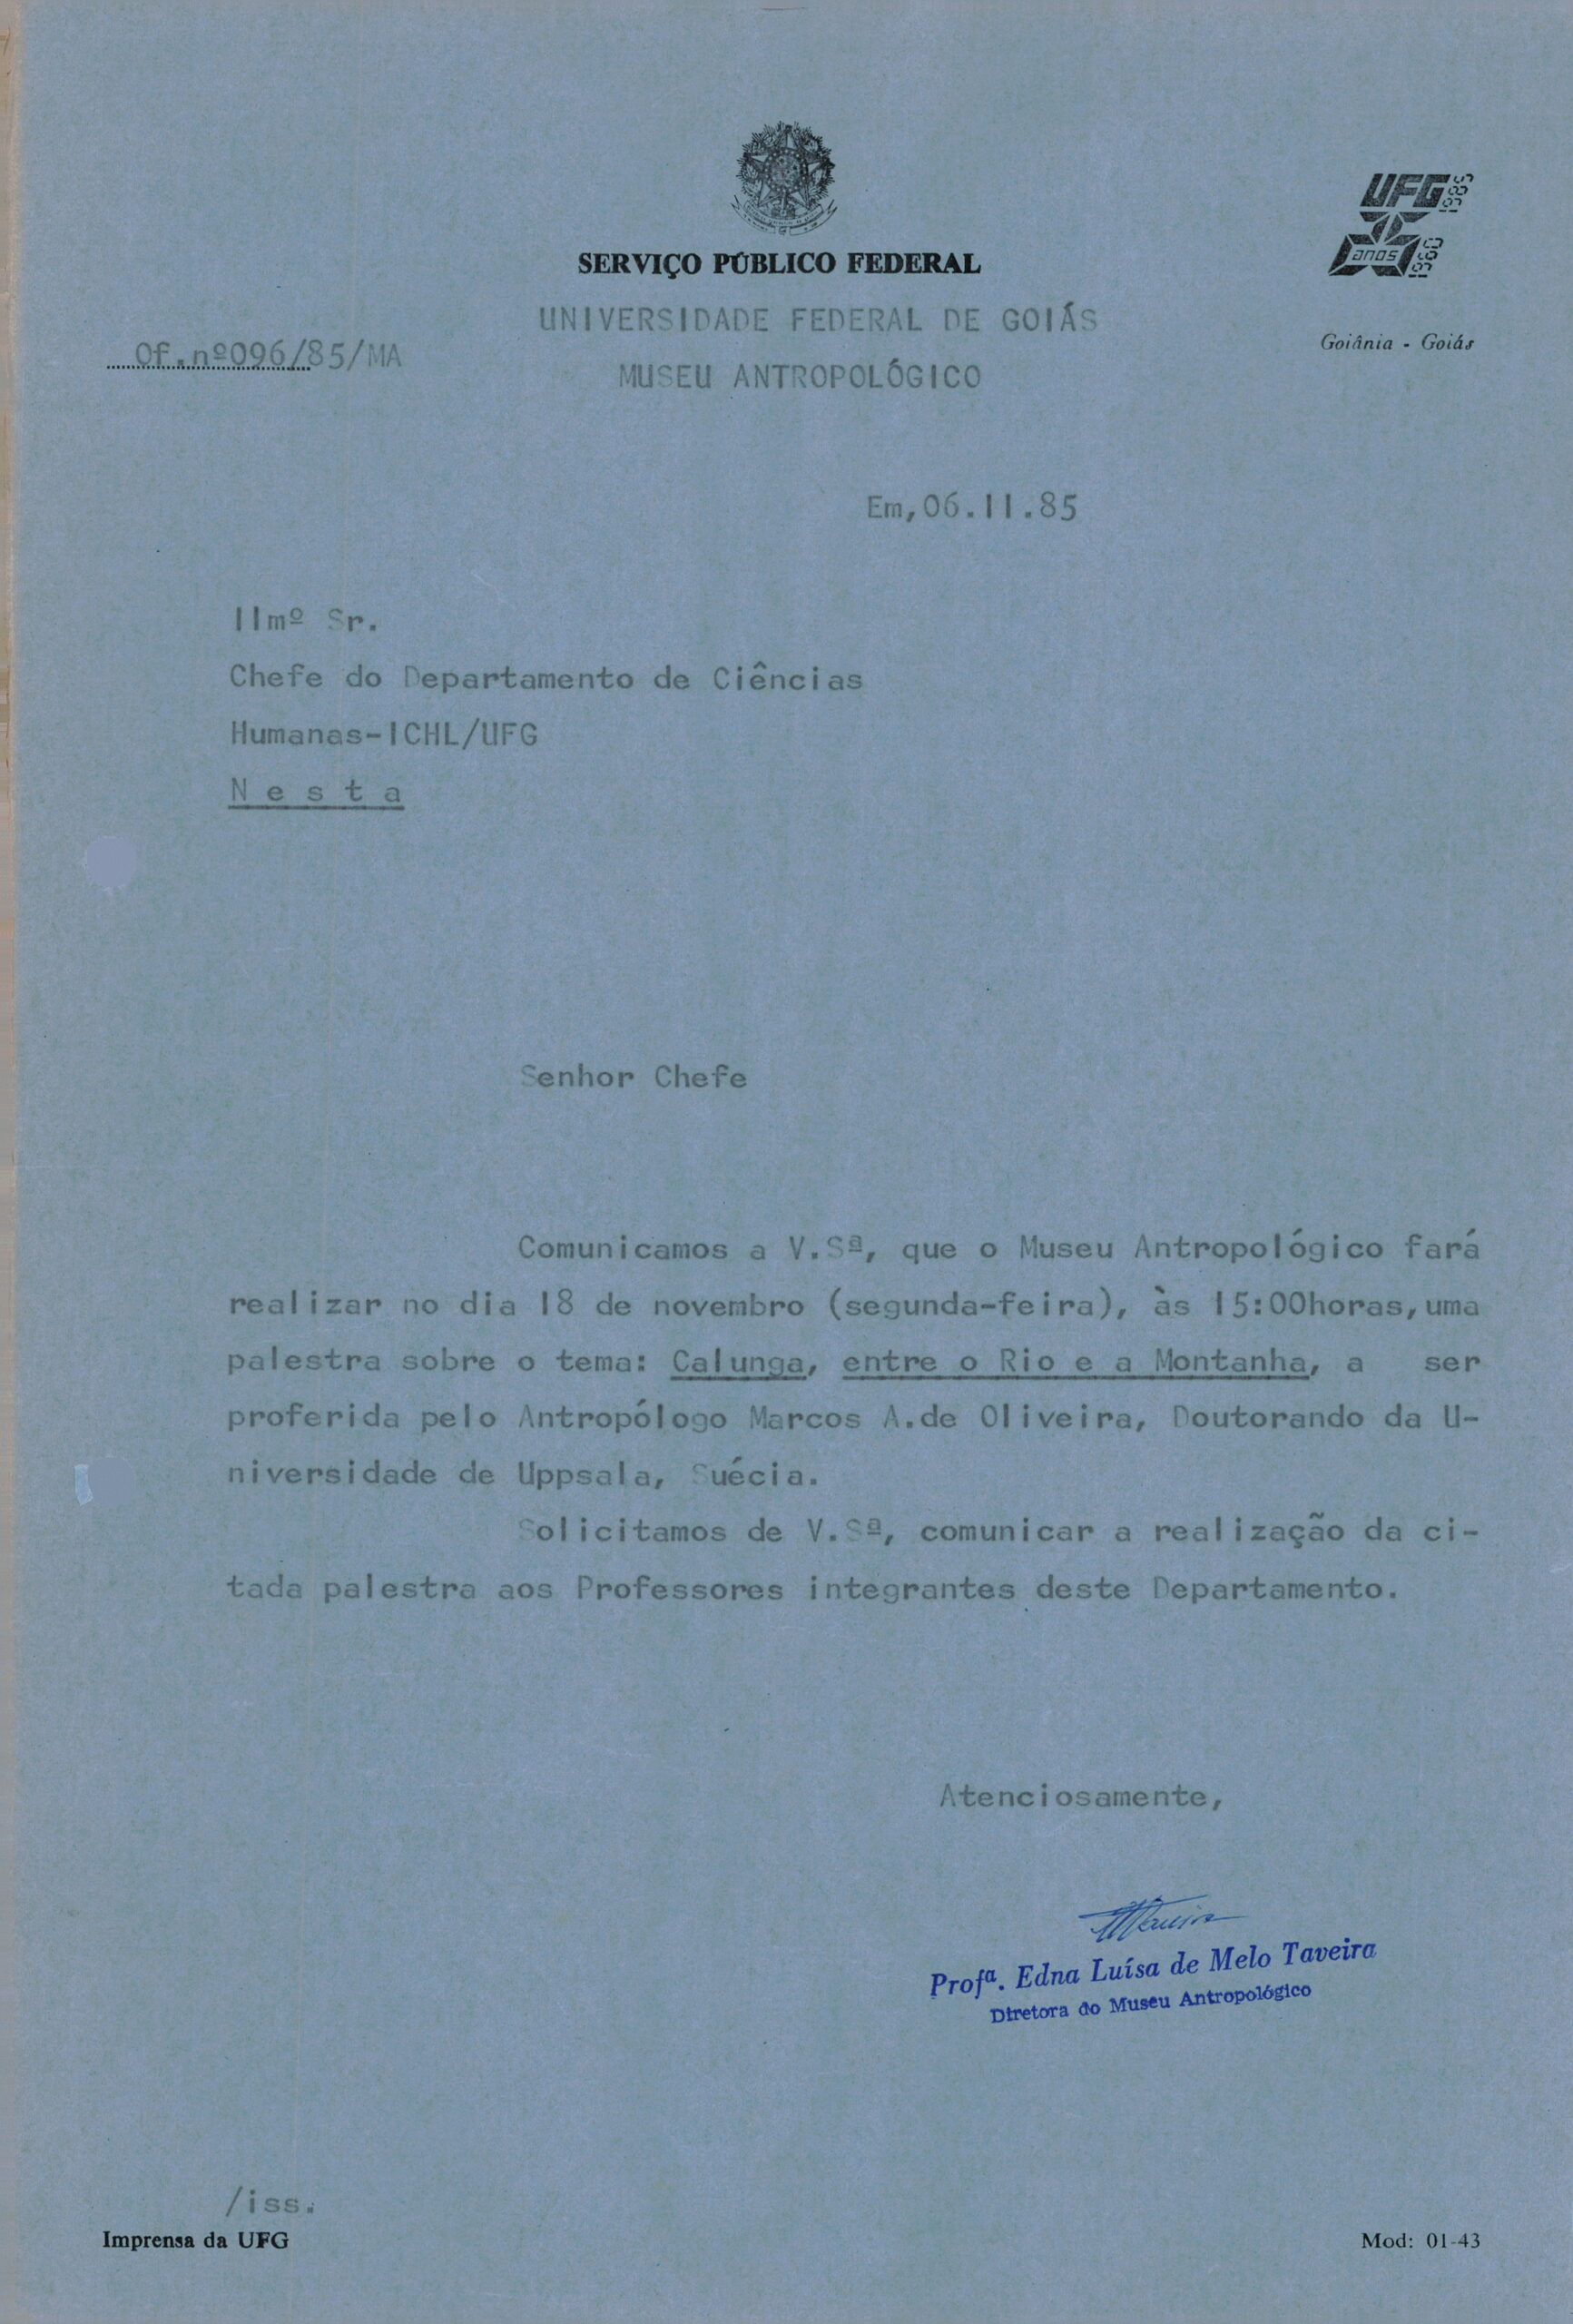 UFG 1985
anos 1960
SERVIÇO PÚBLICO FEDERAL
UNIVERSIDADE FEDERAL DE GOIÁS
Goiânia - Goiás
Of.nº096/85/MA
MUSEU ANTROPOLÓGICO
Em,06.11.85
Ilmº Sr.
Chefe do Departamento de Ciências
Humanas-ICHL/UFG
N e s t a
Senhor Chefe
Comunicamos a V.Sª, que o Museu Antropológico fará
realizar no dia 18 de novembro (segunda-feira), às 15:00horas,uma
palestra sobre o tema: Calunga, entre o Rio e a Montanha, a ser
proferida pelo Antropólogo Marcos A.de Oliveira, Doutorando da U-
niversidade de Uppsala, Suécia.
Solicitamos de V.Sª, comunicar a realização da ci-
tada palestra aos Professores integrantes deste Departamento.
Atenciosamente,
Profª. Edna Luísa de Melo Taveira
Diretora do Museu Antropológico
/iss.
Imprensa da UFG
Mod: 01-43